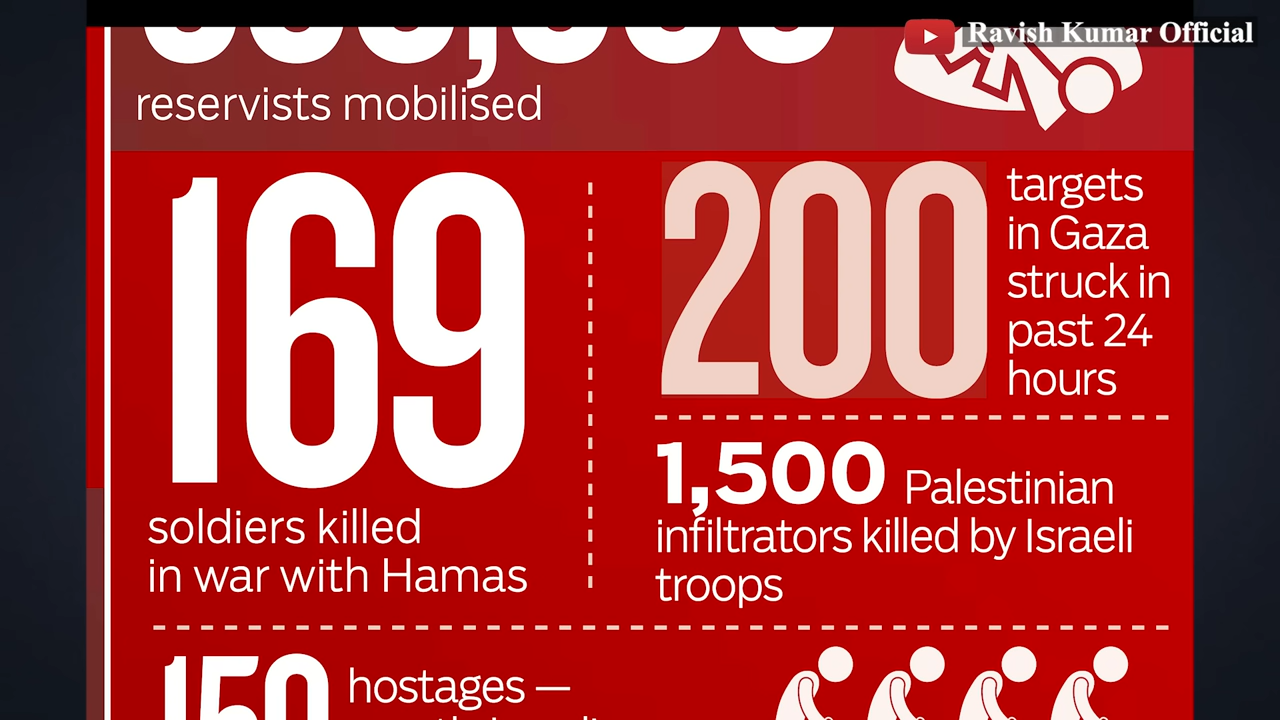 Ravish Kumar Official
reservists mobilised
169
soldiers killed
in war with Hamas
200
targets
in Gaza
struck in
past 24
hours
1,500 Palestinian
infiltrators killed by Israeli
troops
150 hostages —